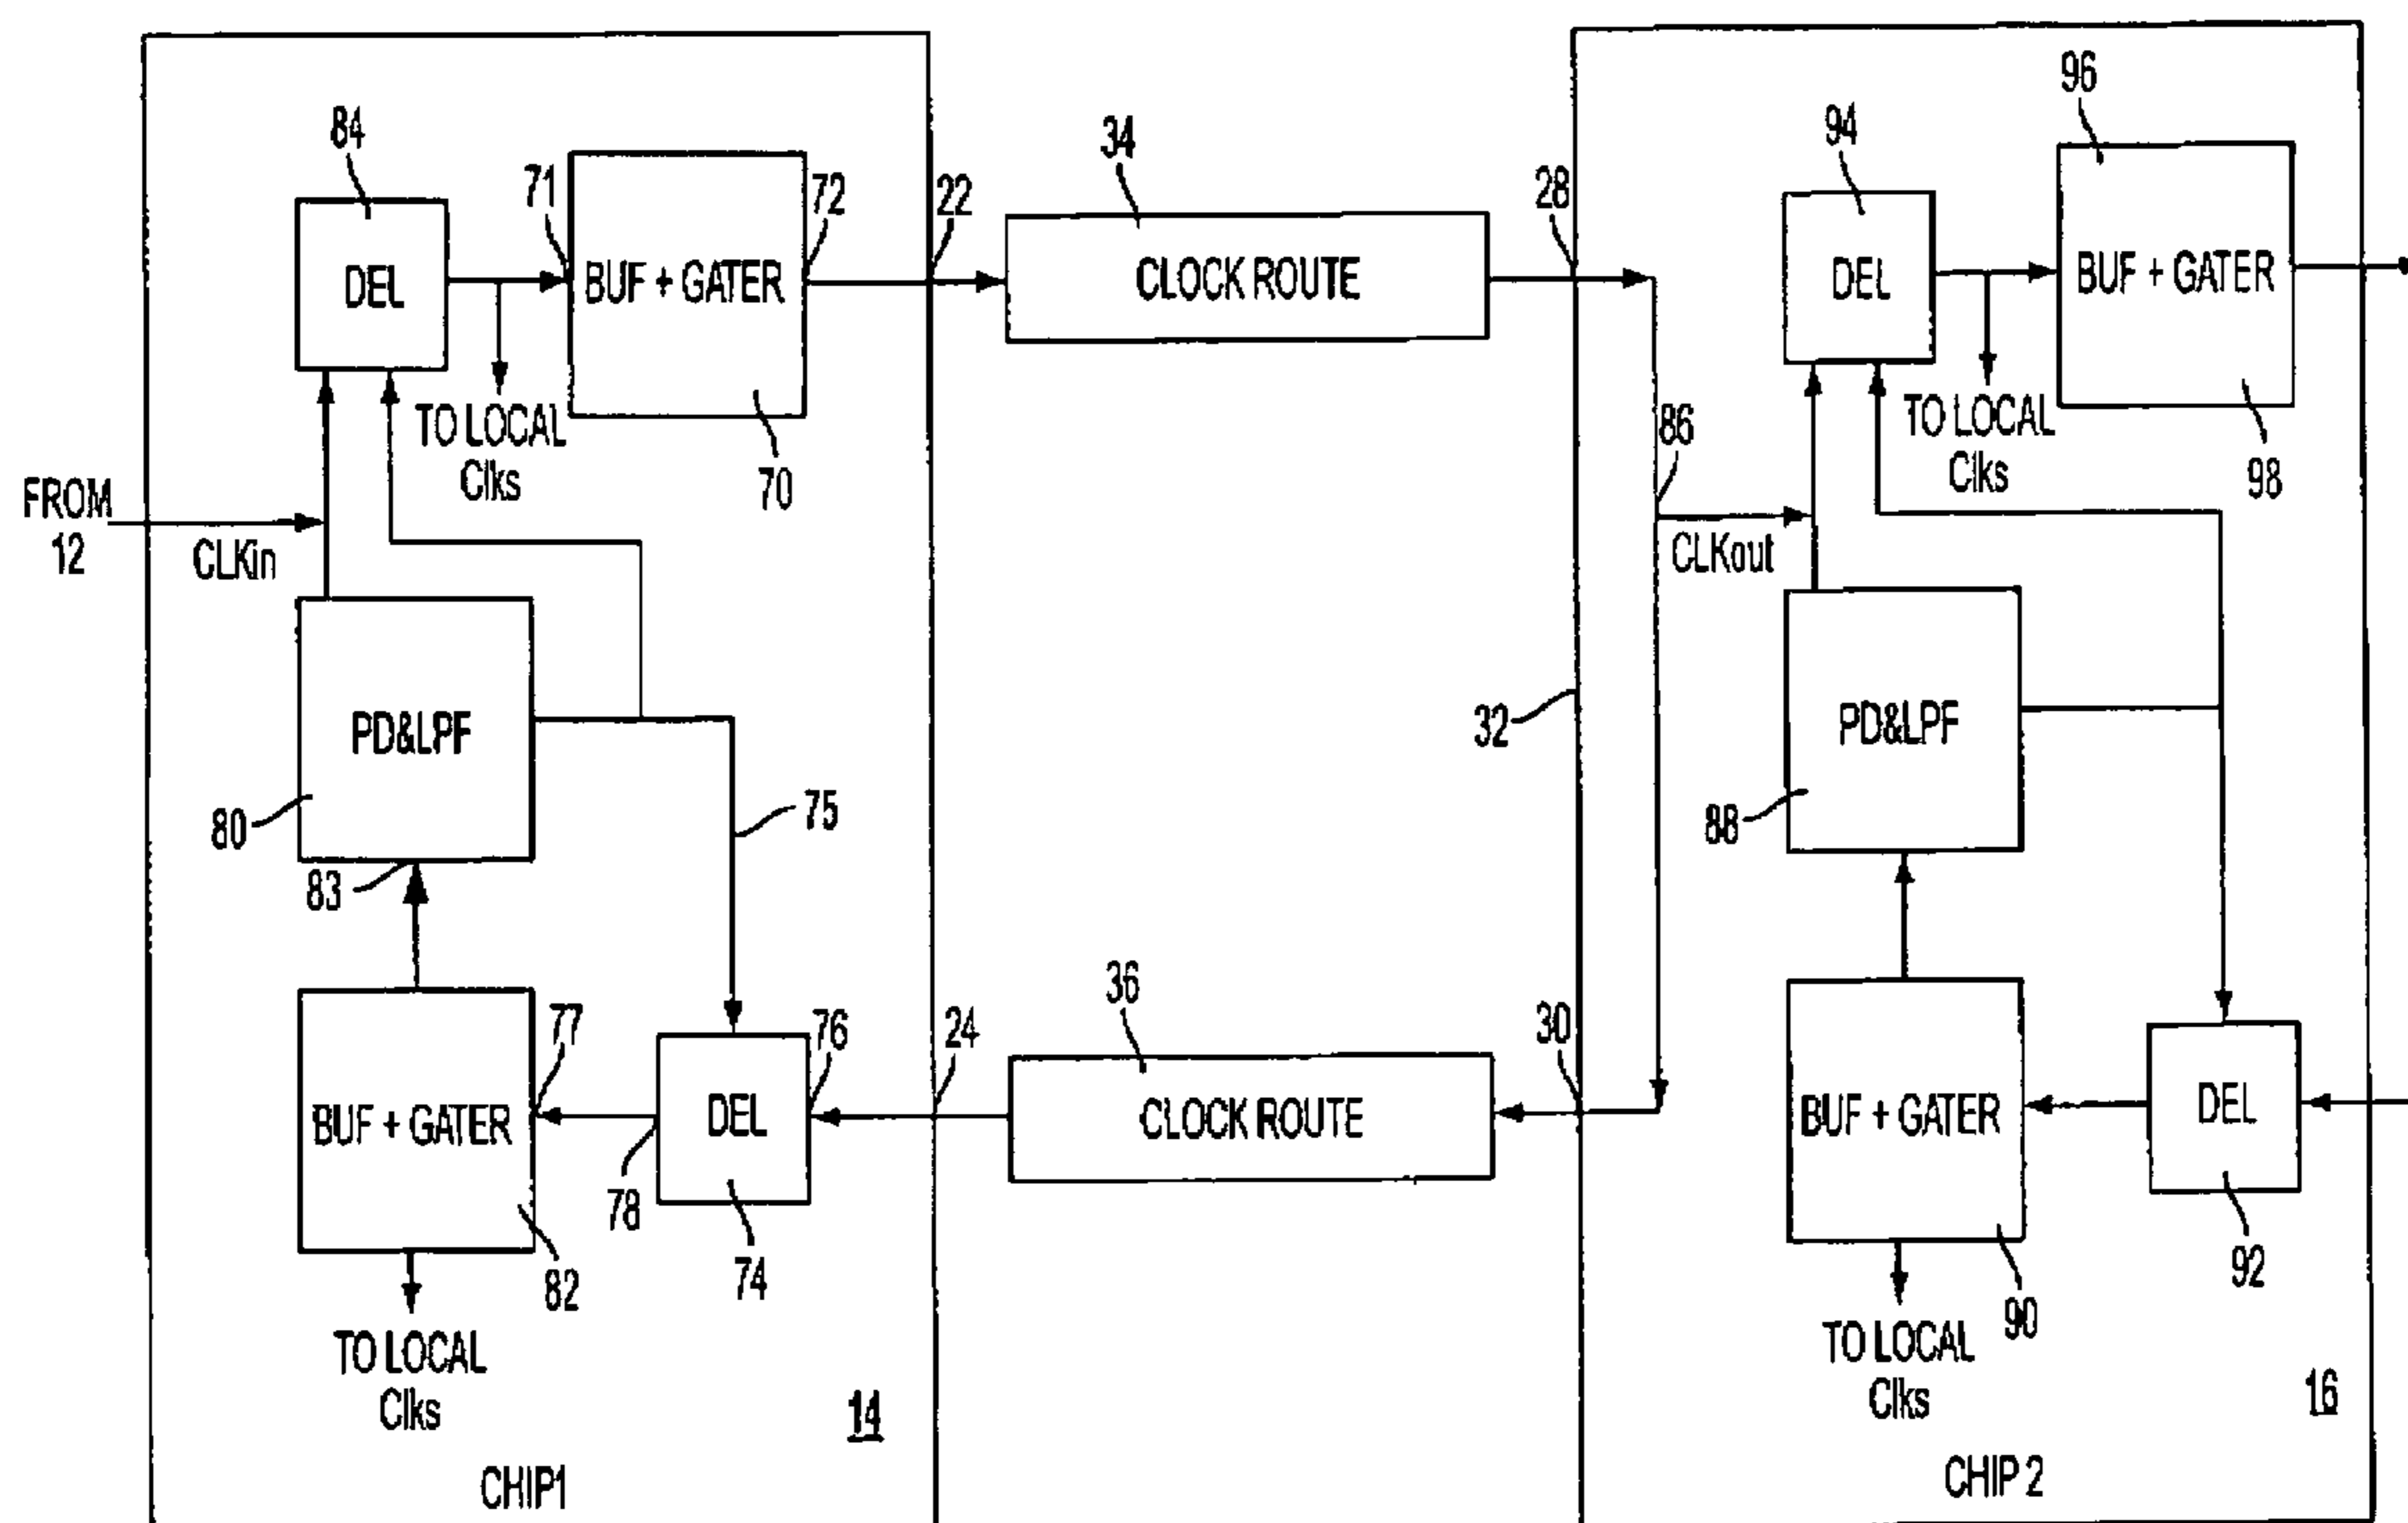 96
84
94
34
71
72
22
28
DEL
BUF + GATER
CLOCK ROUTE
DEL
BUF + GATER
TO LOCAL
Clks
70
86
TO LOCAL
Clks
98
FROM
12
CLKin
CLKout
PD&LPF
32
PD&LPF
80
75
88
83
36
77
76
24
30
BUF + GATER
DEL
CLOCK ROUTE
BUF + GATER
DEL
78
82
74
92
90
TO LOCAL
Clks
14
TO LOCAL
Clks
16
CHIP1
CHIP 2